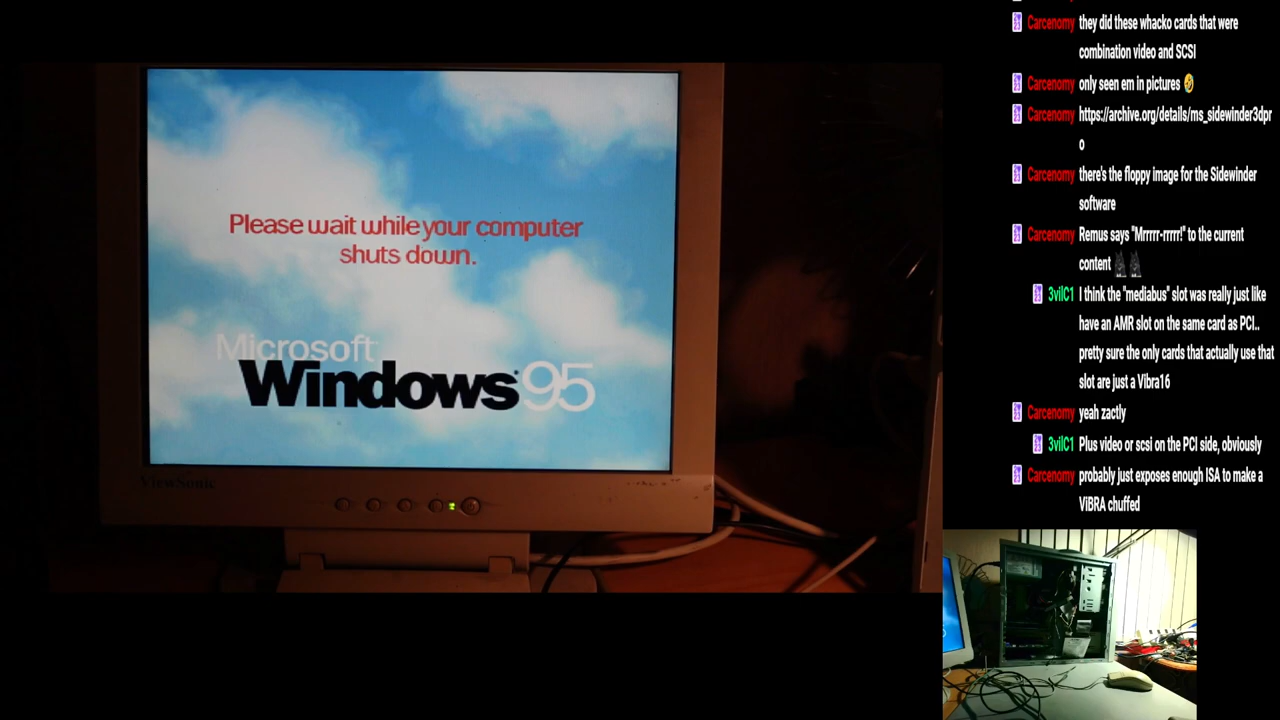 Please wait while your computer
shuts down.
Microsoft
Windows 95
ViewSonic
Carcenomy they did these whacko cards that were
combination video and SCSI
Carcenomy only seen em in pictures 🤣
Carcenomy https://archive.org/details/ms_sidewinder3dpr
o
Carcenomy there's the floppy image for the Sidewinder
software
Carcenomy Remus says "Mrrrrr-rrrrr!" to the current
content
3vilC1 I think the "mediabus" slot was really just like
have an AMR slot on the same card as PCI..
pretty sure the only cards that actually use that
slot are just a Vibra16
Carcenomy yeah zactly
3vilC1 Plus video or scsi on the PCI side, obviously
Carcenomy probably just exposes enough ISA to make a
ViBRA chuffed